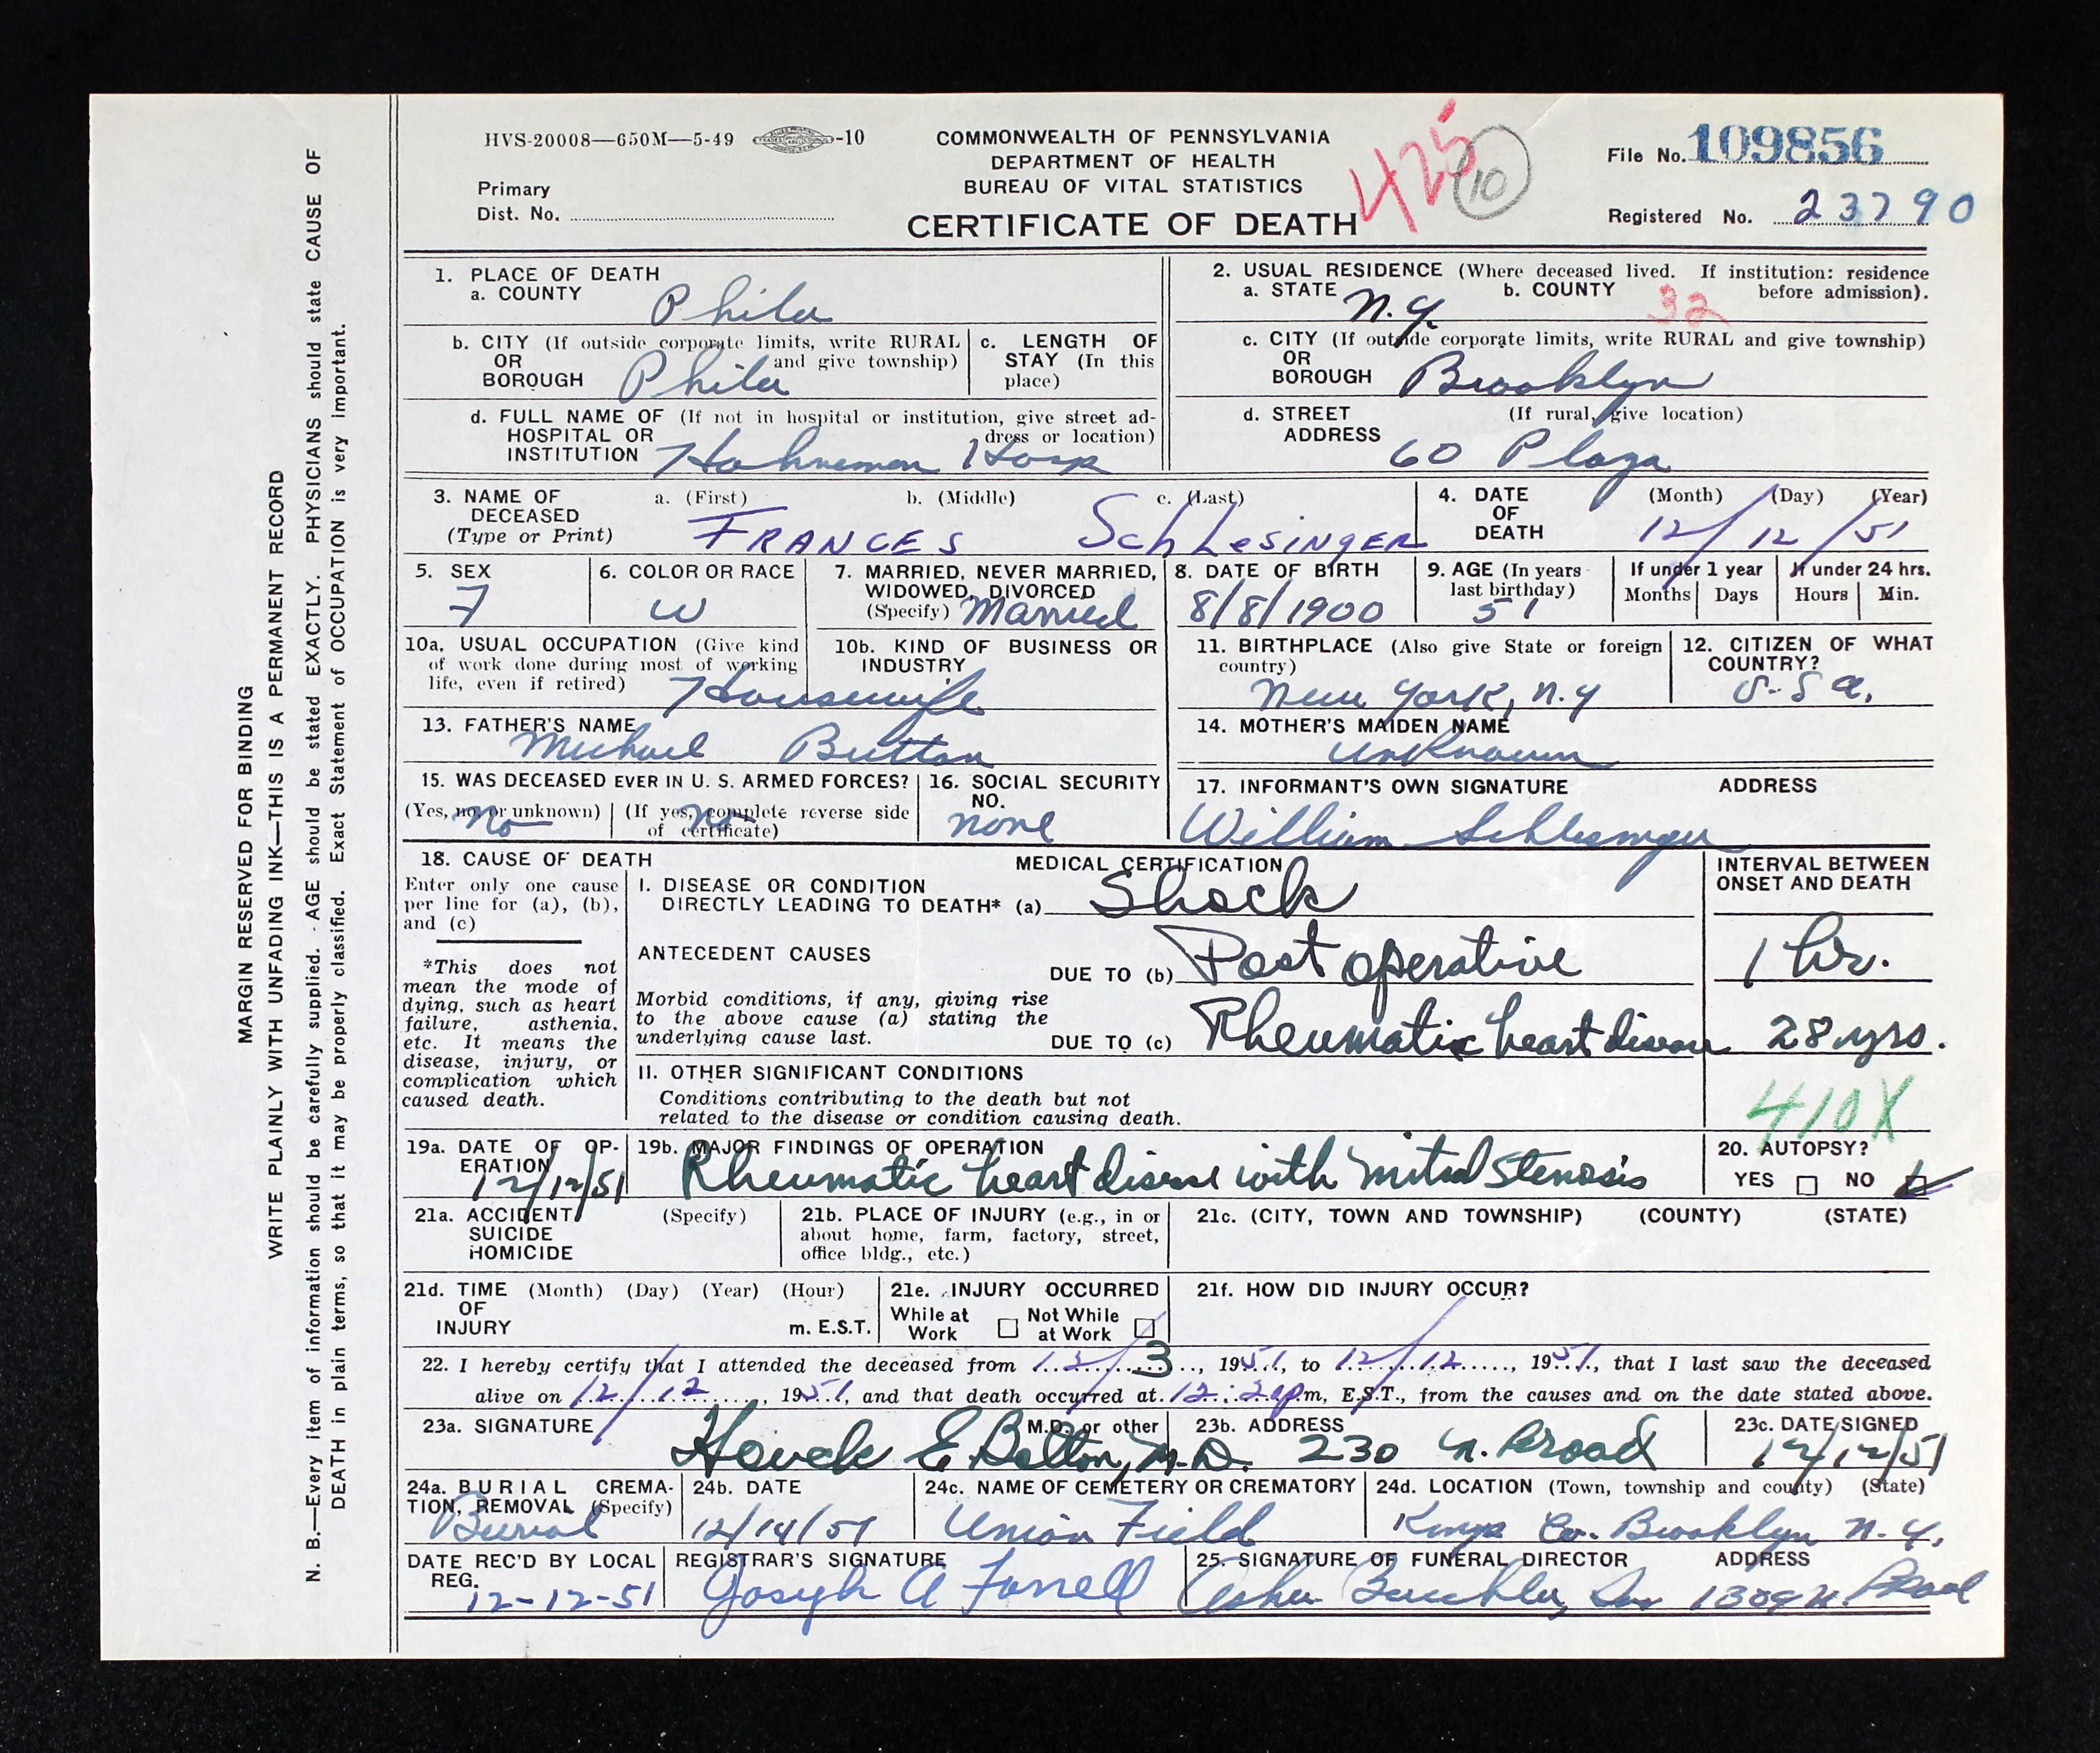 HVS-20008—650M—5-49 -10
COMMONWEALTH OF PENNSYLVANIA
DEPARTMENT OF HEALTH
BUREAU OF VITAL STATISTICS
CERTIFICATE OF DEATH
425
10
File No. 109856
Registered No. 23790
Primary
Dist. No.
MARGIN RESERVED FOR BINDING
WRITE PLAINLY WITH UNFADING INK—THIS IS A PERMANENT RECORD
N. B.—Every item of information should be carefully supplied. AGE should be stated EXACTLY. PHYSICIANS should state CAUSE OF
DEATH in plain terms, so that it may be properly classified. Exact Statement of OCCUPATION is very important.
1. PLACE OF DEATH
a. COUNTY Phila
b. CITY (If outside corporate limits, write RURAL
OR and give township)
BOROUGH Phila
c. LENGTH OF
STAY (In this
place)
d. FULL NAME OF (If not in hospital or institution, give street ad-
HOSPITAL OR dress or location)
INSTITUTION Hahneman Hosp
2. USUAL RESIDENCE (Where deceased lived. If institution: residence
a. STATE N.Y. b. COUNTY 32 before admission).
c. CITY (If outside corporate limits, write RURAL and give township)
OR
BOROUGH Brooklyn
d. STREET (If rural, give location)
ADDRESS 60 Plaza
3. NAME OF a. (First) b. (Middle) c. (Last)
DECEASED
(Type or Print) FRANCES SchLesiNgER
4. DATE (Month) (Day) (Year)
OF
DEATH 12/12/51
5. SEX
F
6. COLOR OR RACE
W
7. MARRIED, NEVER MARRIED,
WIDOWED, DIVORCED
(Specify) Married
8. DATE OF BIRTH
8/8/1900
9. AGE (In years
last birthday)
51
If under 1 year
Months Days
If under 24 hrs.
Hours Min.
10a. USUAL OCCUPATION (Give kind
of work done during most of working
life, even if retired) Housewife
10b. KIND OF BUSINESS OR
INDUSTRY
11. BIRTHPLACE (Also give State or foreign
country)
New York, N.Y
12. CITIZEN OF WHAT
COUNTRY?
U.S.A.
13. FATHER'S NAME
Michael Button
14. MOTHER'S MAIDEN NAME
Unknown
15. WAS DECEASED EVER IN U. S. ARMED FORCES?
(Yes, no, or unknown) No
(If yes, complete reverse side
of certificate) no
16. SOCIAL SECURITY
NO.
none
17. INFORMANT'S OWN SIGNATURE ADDRESS
William Schlesinger
18. CAUSE OF DEATH
Enter only one cause
per line for (a), (b),
and (c)
*This does not
mean the mode of
dying, such as heart
failure, asthenia,
etc. It means the
disease, injury, or
complication which
caused death.
MEDICAL CERTIFICATION
I. DISEASE OR CONDITION
DIRECTLY LEADING TO DEATH* (a) Shock
ANTECEDENT CAUSES
DUE TO (b) Post operative
Morbid conditions, if any, giving rise
to the above cause (a) stating the
underlying cause last.
DUE TO (c) Rheumatic heart disease
II. OTHER SIGNIFICANT CONDITIONS
Conditions contributing to the death but not
related to the disease or condition causing death.
INTERVAL BETWEEN
ONSET AND DEATH
1 hr.
28 yrs.
410X
19a. DATE OF OP-
ERATION
12/12/51
19b. MAJOR FINDINGS OF OPERATION
Rheumatic heart disease with mitral stenosis
20. AUTOPSY?
YES NO
21a. ACCIDENT (Specify)
SUICIDE
HOMICIDE
21b. PLACE OF INJURY (e.g., in or
about home, farm, factory, street,
office bldg., etc.)
21c. (CITY, TOWN AND TOWNSHIP) (COUNTY) (STATE)
21d. TIME (Month) (Day) (Year) (Hour)
OF
INJURY m. E.S.T.
21e. INJURY OCCURRED
While at Not While
Work at Work
21f. HOW DID INJURY OCCUR?
22. I hereby certify that I attended the deceased from 12/3, 1951, to 12/12, 1951, that I last saw the deceased
alive on 12/12, 1951, and that death occurred at m, E.S.T., from the causes and on the date stated above.
23a. SIGNATURE M.D. or other
Houck E Bolton, M.D.
23b. ADDRESS
230 N. Broad
23c. DATE SIGNED
12/12/51
24a. BURIAL CREMA-
TION, REMOVAL (Specify)
Burial
24b. DATE
12/14/51
24c. NAME OF CEMETERY OR CREMATORY
Union Field
24d. LOCATION (Town, township and county) (State)
Kings Co. Brooklyn N.Y.
DATE REC'D BY LOCAL
REG.
12-12-51
REGISTRAR'S SIGNATURE
Joseph A Farrell
25. SIGNATURE OF FUNERAL DIRECTOR ADDRESS
1309 N. Broad